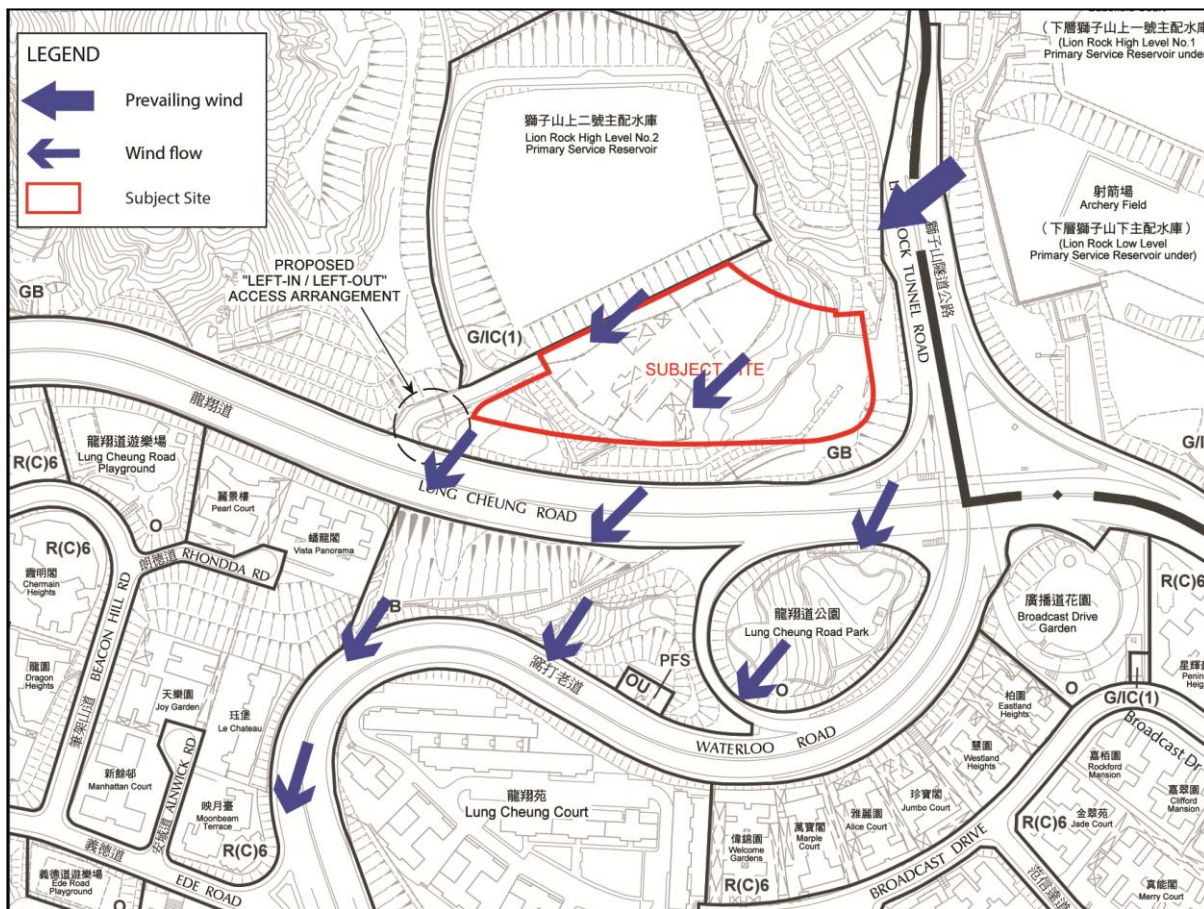 LEGEND
Prevailing wind
Wind flow
Subject Site
獅子山上二號主配水庫
Lion Rock High Level No.2
Primary Service Reservoir
(下層獅子山上一號主配水庫
(Lion Rock High Level No.1
Primary Service Reservoir under)
射箭場
Archery Field
(下層獅子山下主配水庫)
(Lion Rock Low Level
Primary Service Reservoir under)
ROCK TUNNEL ROAD
獅子山隧道公路
PROPOSED
"LEFT-IN / LEFT-OUT"
ACCESS ARRANGEMENT
GB
G/IC(1)
SUBJECT SITE
GB
龍翔道
LUNG CHEUNG ROAD
龍翔道遊樂場
Lung Cheung Road
Playground
R(C)6
O
麗景樓
Pearl Court
蟠龍閣
Vista Panorama
朗德道 RHONDDA RD
R(C)6
霞明閣
Chermain
Heights
龍園
Dragon
Heights
筆架山道 BEACON HILL RD
天樂園
Joy Garden
珏堡
Le Chateau
新餘邨
Manhattan Court
安域道 ALNWICK RD
映月臺
Moonbeam
Terrace
R(C)6
義德道
EDE ROAD
義德道遊樂場
Ede Road
Playground
O
窩打老道
WATERLOO ROAD
PFS
OU
龍翔道公園
Lung Cheung Road Park
O
龍翔苑
Lung Cheung Court
廣播道花園
Broadcast Drive
Garden
O
G/IC(1)
R(C)6
Broadcast Dr
柏園
Eastland
Heights
慧園
Westland
Heights
珍寶閣
Jumbo Court
雅麗園
Alice Court
萬寶閣
Marple
Court
偉錦園
Welcome
Gardens
R(C)6
BROADCAST DRIVE
嘉栢園
Rockford
Mansion
嘉翠園
Clifford
Mansion
金翠苑
Jade Court
R(C)6
范信達道
真能閣
Merry Court